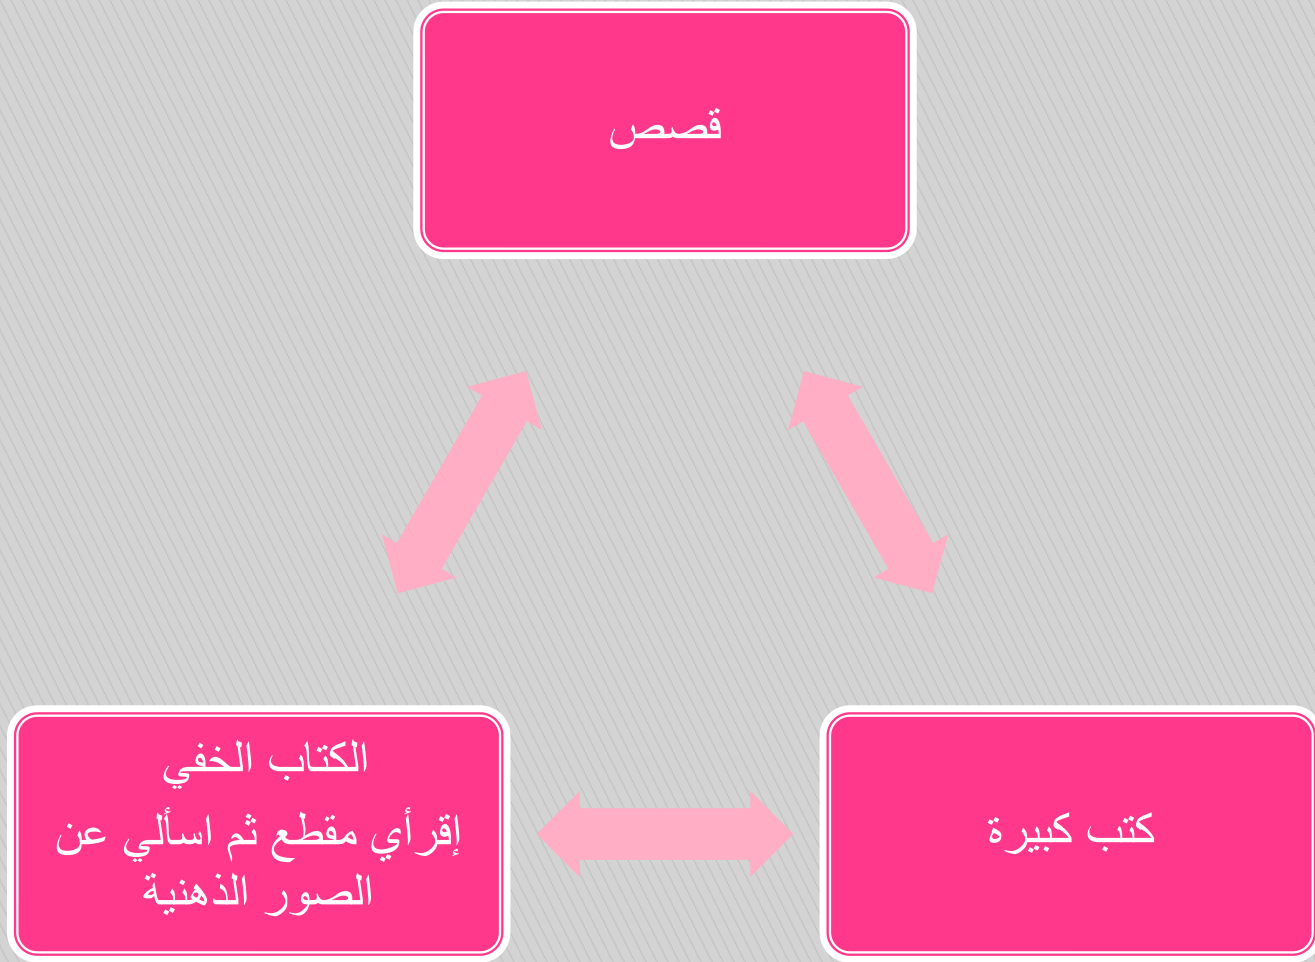 قصص
كتب كبيرة
الكتاب الخفي
إقرأي مقطع ثم اسألي عن
الصور الذهنية